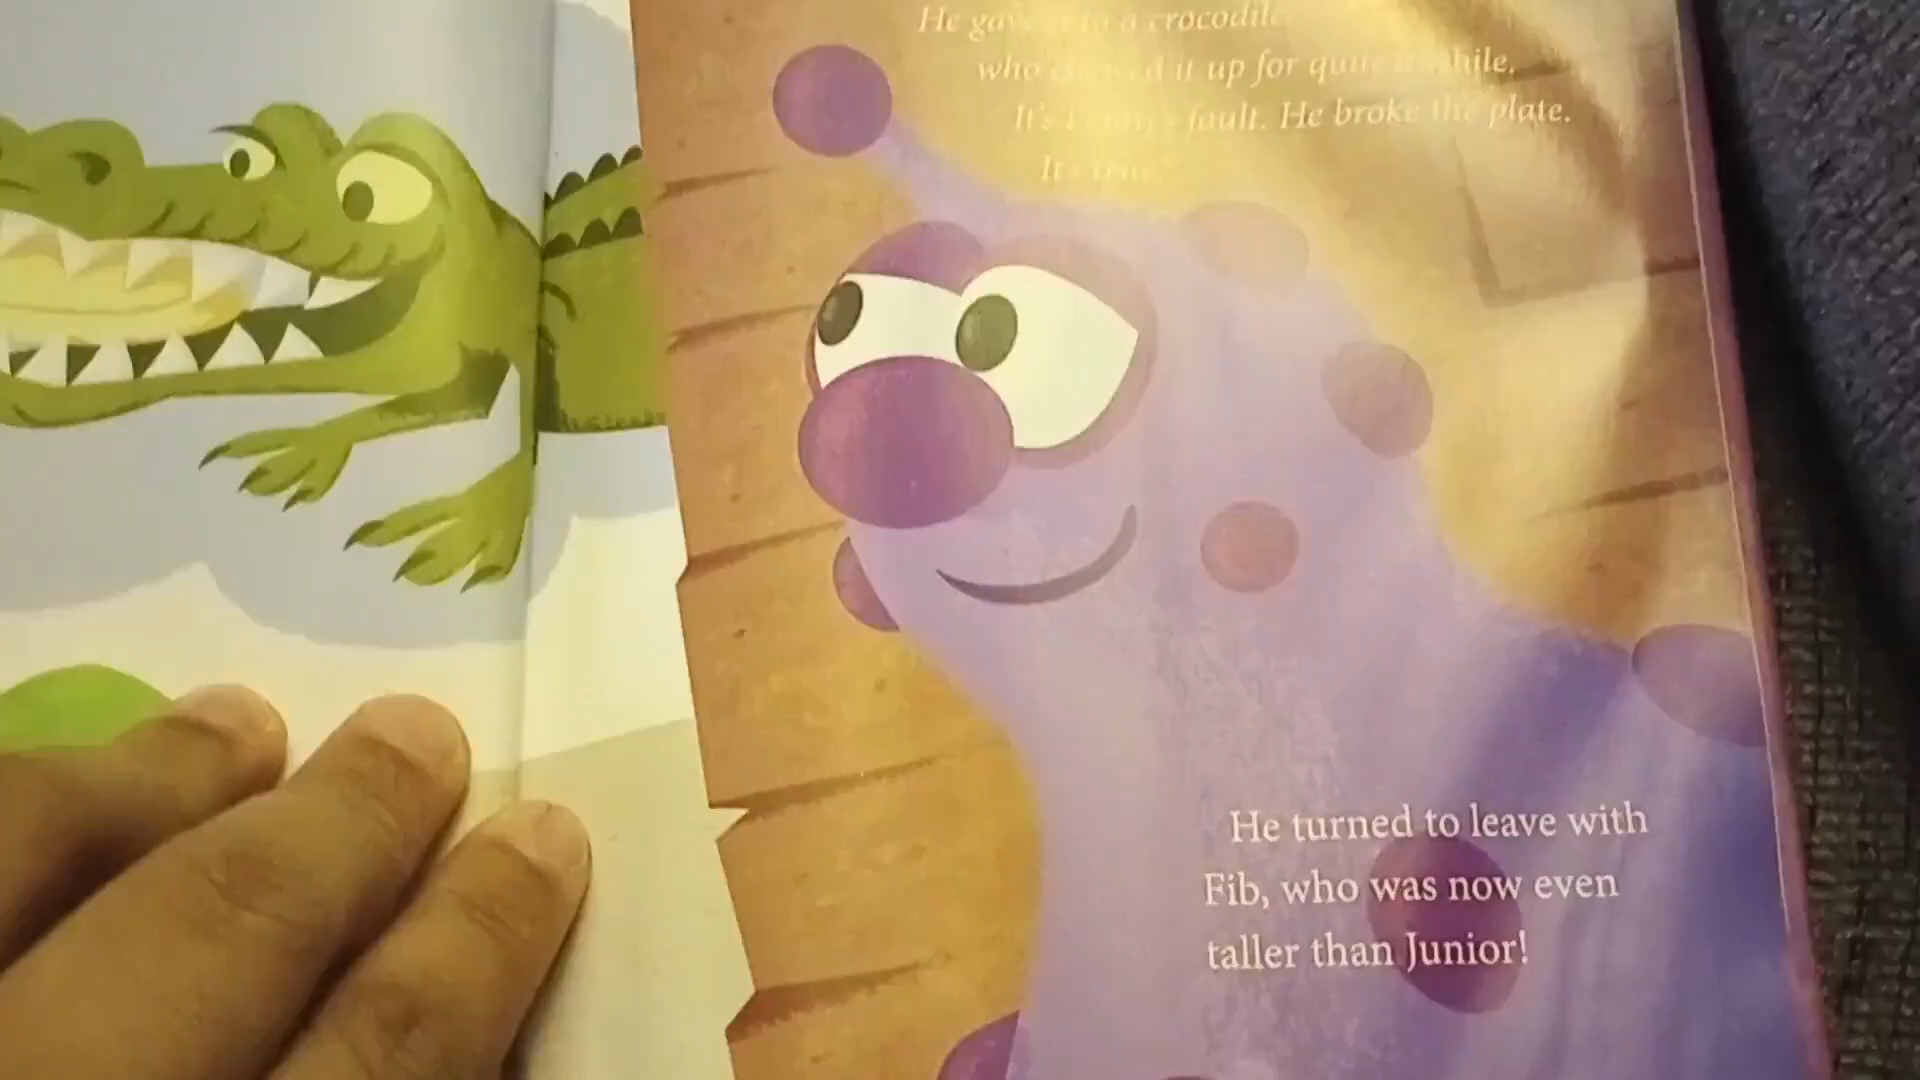 He gave it to a crocodile,
who chewed it up for quite a while.
It's Lenny's fault. He broke the plate.
It's true!"
He turned to leave with
Fib, who was now even
taller than Junior!